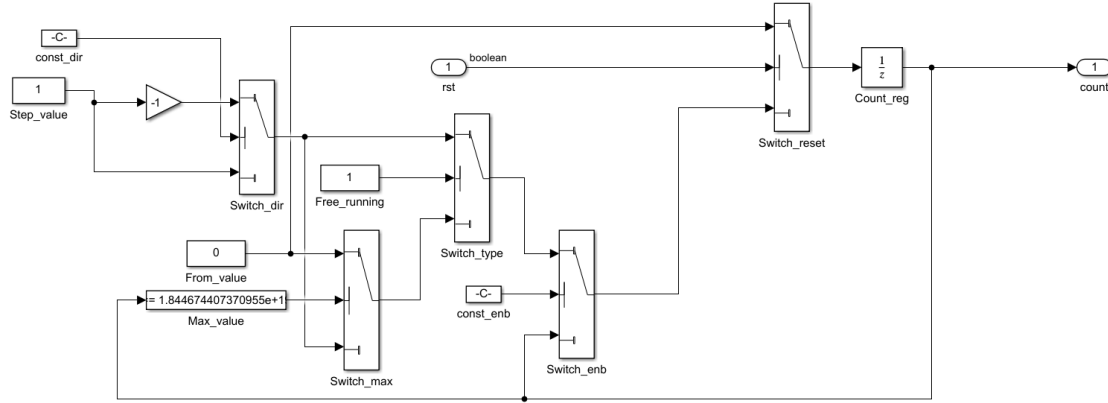 -C-
const_dir
1
Step_value
-1
Switch_dir
1
rst
boolean
Switch_reset
1
z
Count_reg
1
count
1
Free_running
Switch_type
0
From_value
= 1.844674407370955e+1
Max_value
Switch_max
-C-
const_enb
Switch_enb